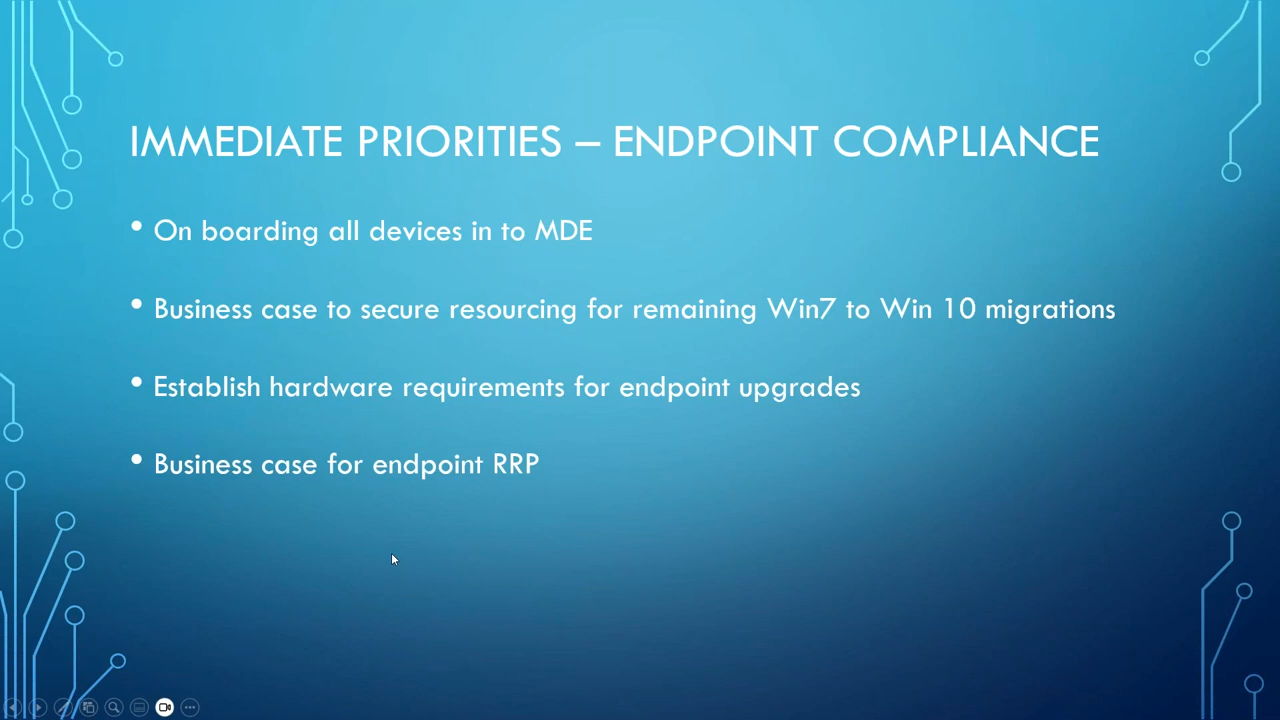 IMMEDIATE PRIORITIES – ENDPOINT COMPLIANCE
• On boarding all devices in to MDE
• Business case to secure resourcing for remaining Win7 to Win 10 migrations
• Establish hardware requirements for endpoint upgrades
• Business case for endpoint RRP